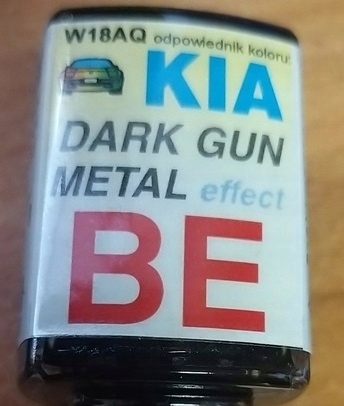 W18AQ odpowiednik koloru:
KIA
DARK GUN
METAL effect
BE